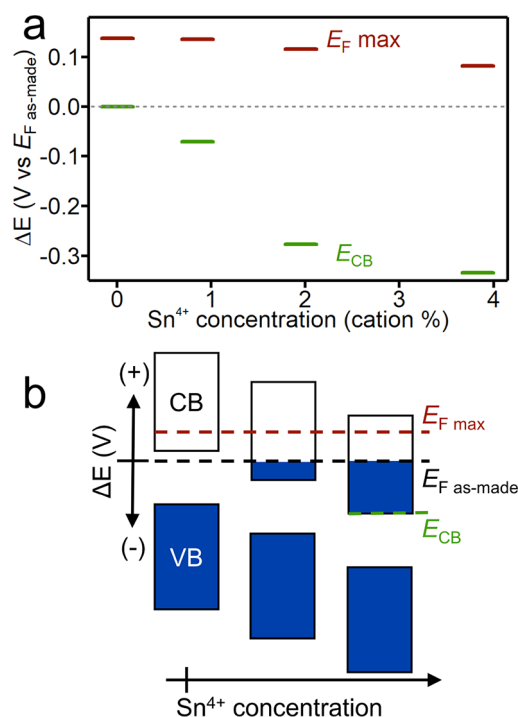 a
E_F max
0.1
0.0
-0.1
-0.2
-0.3
ΔE (V vs E_F as-made)
E_CB
0 1 2 3 4
Sn⁴⁺ concentration (cation %)
b
(+)
CB
E_F max
ΔE (V)
E_F as-made
(-)
E_CB
VB
Sn⁴⁺ concentration